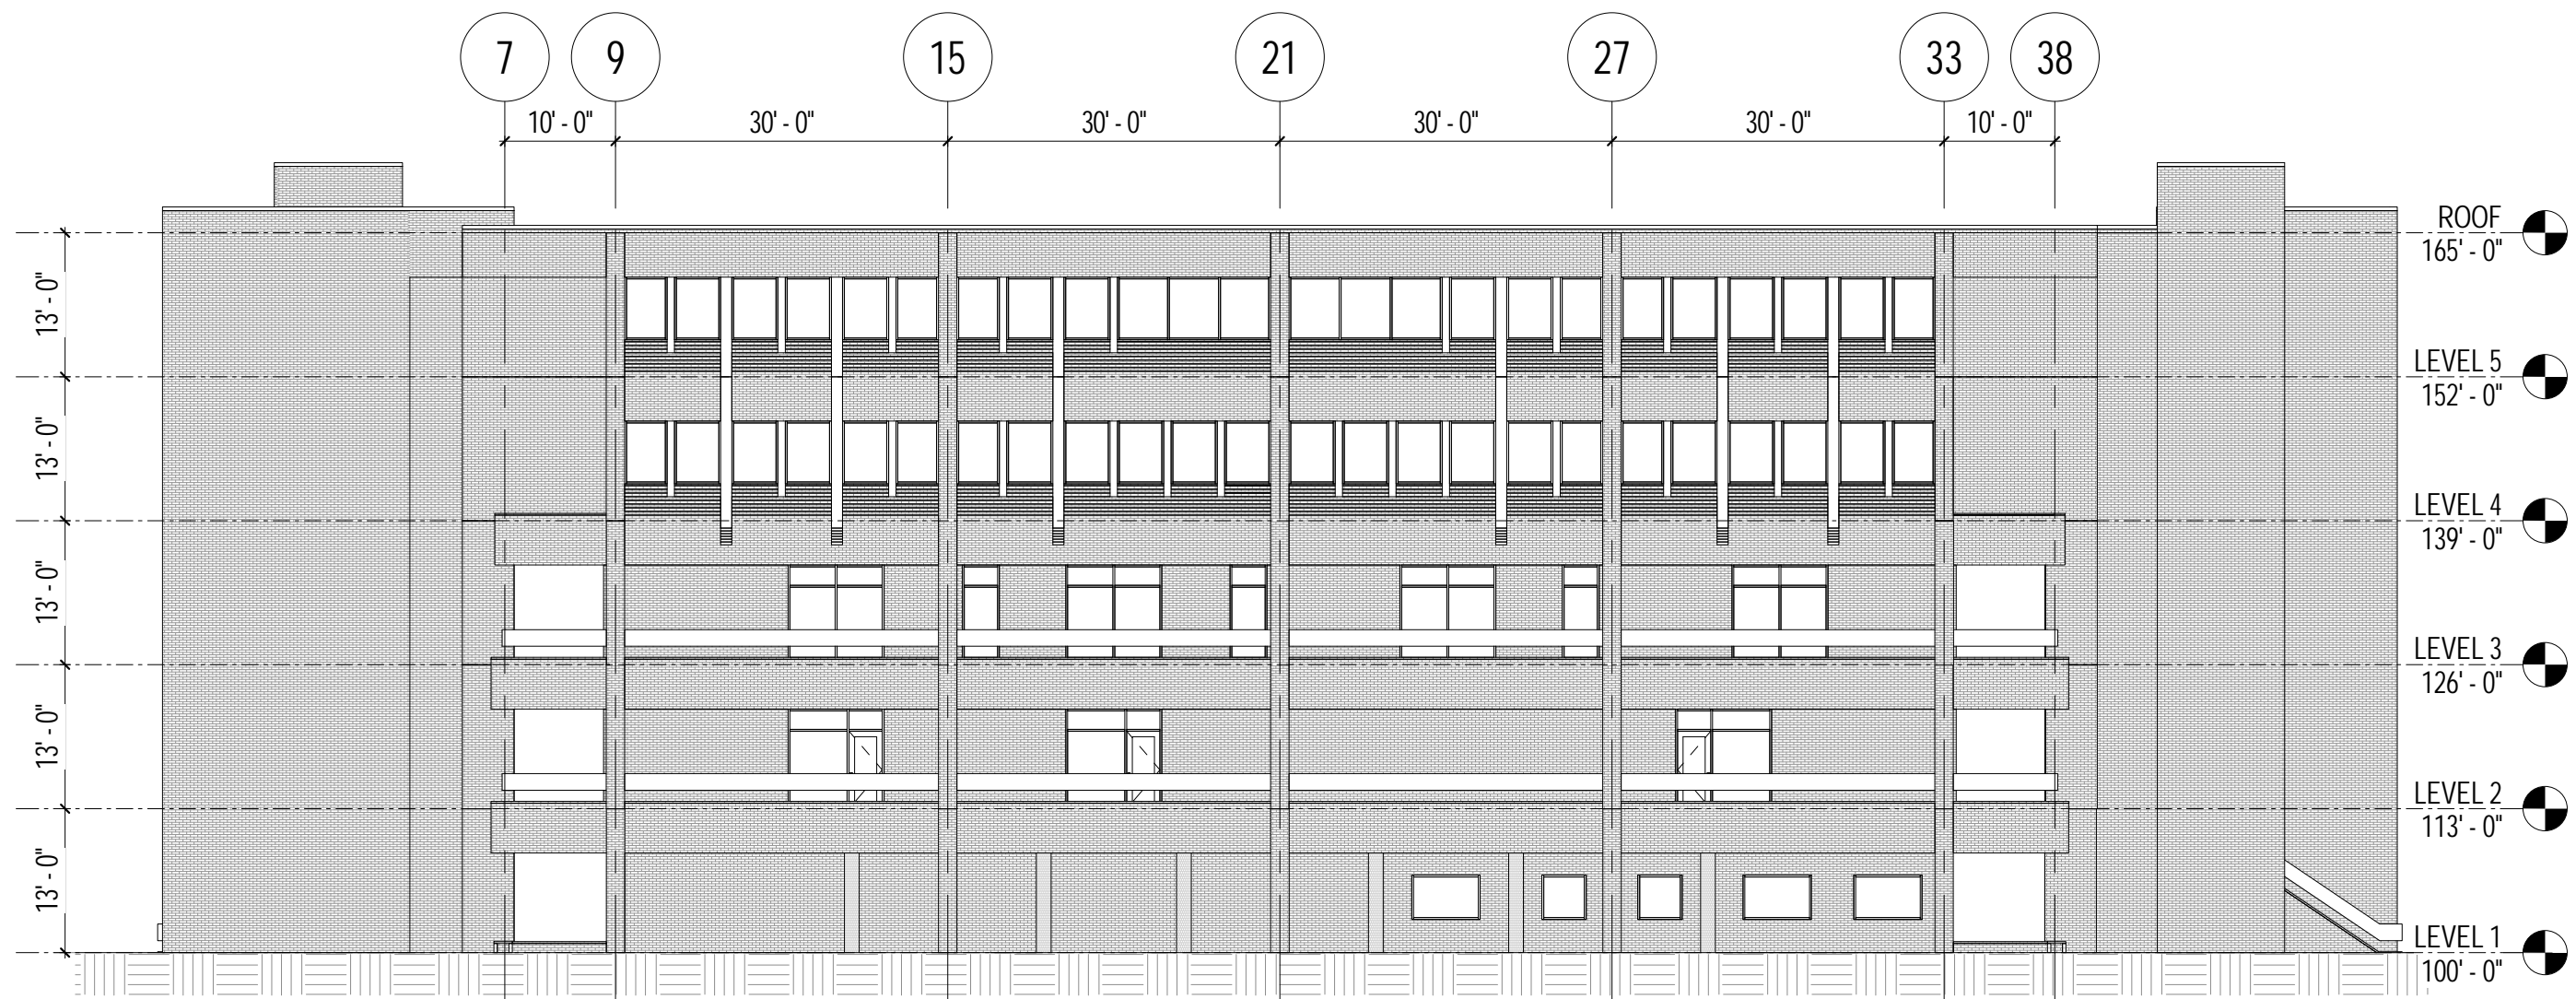 7 9 15 21 27 33 38
10' - 0" 30' - 0" 30' - 0" 30' - 0" 30' - 0" 10' - 0"
ROOF
165' - 0"
13' - 0"
LEVEL 5
152' - 0"
13' - 0"
LEVEL 4
139' - 0"
13' - 0"
LEVEL 3
126' - 0"
13' - 0"
LEVEL 2
113' - 0"
13' - 0"
LEVEL 1
100' - 0"